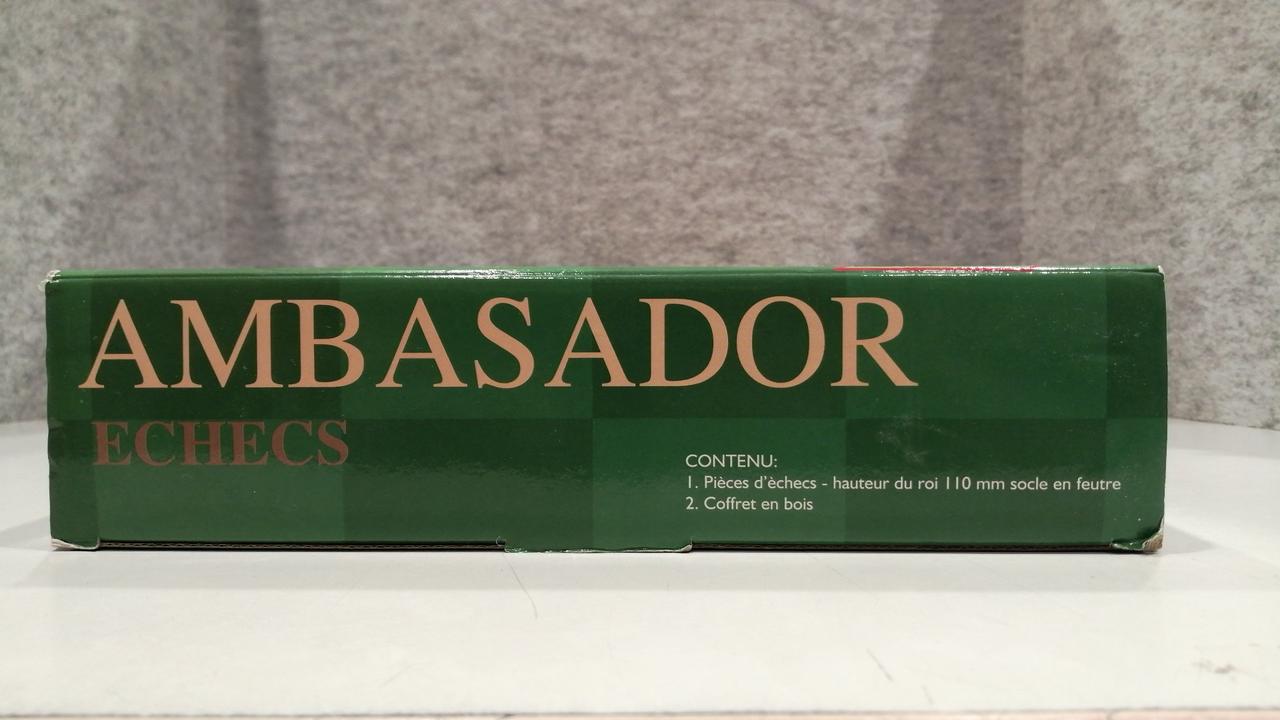 AMBASADOR
ECHECS
CONTENU:
1. Pièces d'èchecs - hauteur du roi 110 mm socle en feutre
2. Coffret en bois